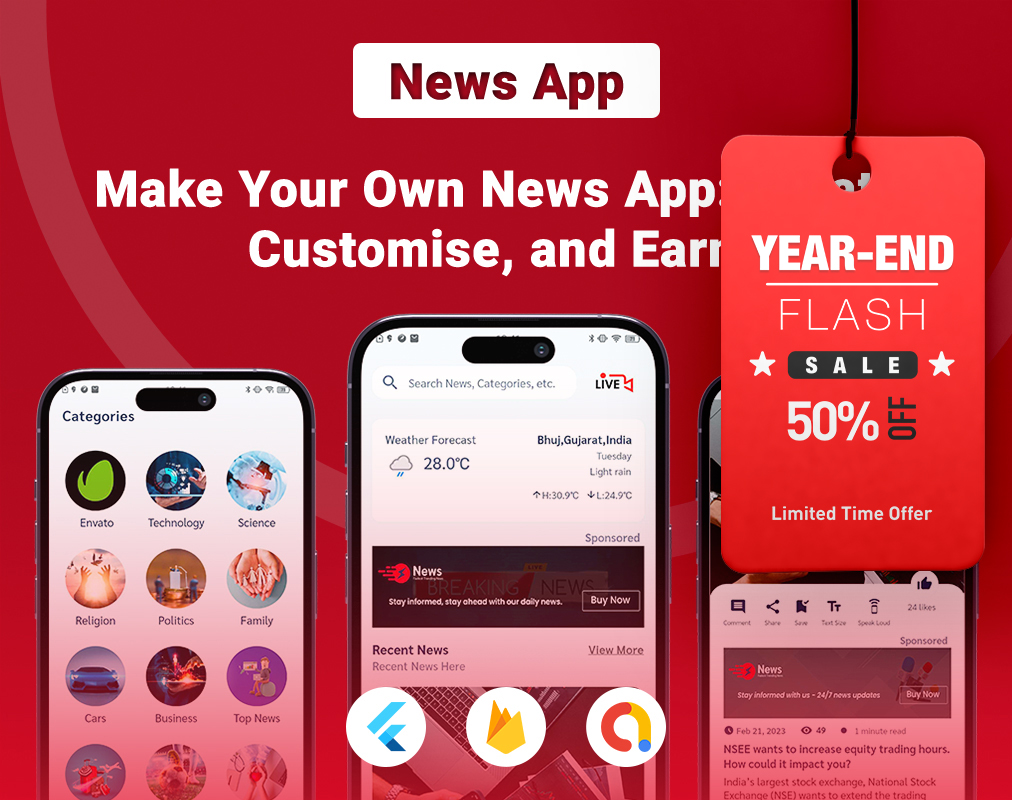 News App
Make Your Own News App:
Customise, and Earn
YEAR-END
FLASH
SALE
50% OFF
Limited Time Offer
Categories
Envato
Technology
Science
Religion
Politics
Family
Cars
Business
Top News
Search News, Categories, etc.
LIVE
Weather Forecast
28.0°C
Bhuj,Gujarat,India
Tuesday
Light rain
↑H:30.9°C ↓L:24.9°C
Sponsored
News
BREAKING NEWS
LIVE
Stay informed, stay ahead with our daily news.
Buy Now
Recent News
View More
Recent News Here
Comment
Share
Save
Text Size
Speak Loud
24 likes
Sponsored
News
Stay informed with us - 24/7 news updates
Buy Now
Feb 21, 2023
49
1 minute read
NSEE wants to increase equity trading hours.
How could it impact you?
India's largest stock exchange, National Stock
Exchange (NSE) wants to extend the trading